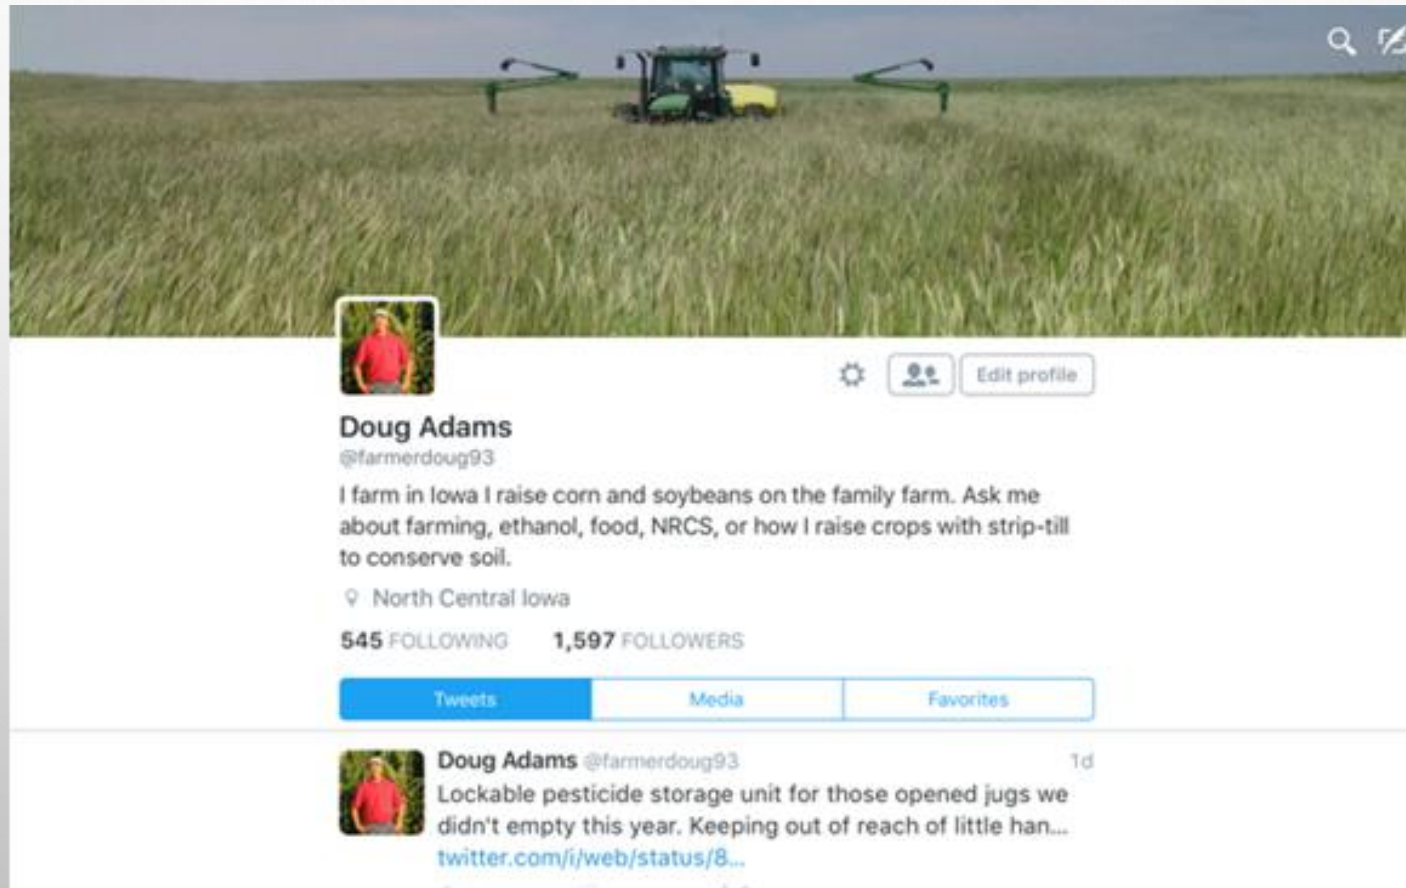 Edit profile
Doug Adams
@farmerdoug93
I farm in Iowa I raise corn and soybeans on the family farm. Ask me
about farming, ethanol, food, NRCS, or how I raise crops with strip-till
to conserve soil.
North Central Iowa
545 FOLLOWING 1,597 FOLLOWERS
Tweets Media Favorites
Doug Adams @farmerdoug93 1d
Lockable pesticide storage unit for those opened jugs we
didn't empty this year. Keeping out of reach of little han...
twitter.com/i/web/status/8...